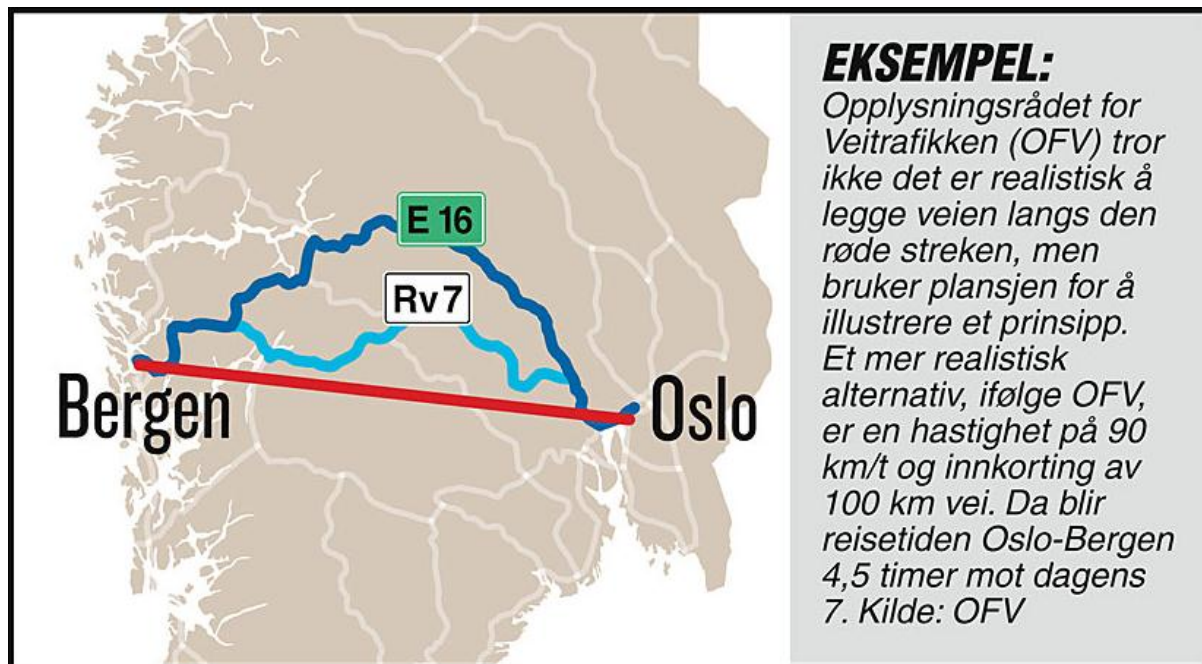 E 16
Rv 7
Bergen
Oslo
EKSEMPEL:
Opplysningsrådet for
Veitrafikken (OFV) tror
ikke det er realistisk å
legge veien langs den
røde streken, men
bruker plansjen for å
illustrere et prinsipp.
Et mer realistisk
alternativ, ifølge OFV,
er en hastighet på 90
km/t og innkorting av
100 km vei. Da blir
reisetiden Oslo-Bergen
4,5 timer mot dagens
7. Kilde: OFV